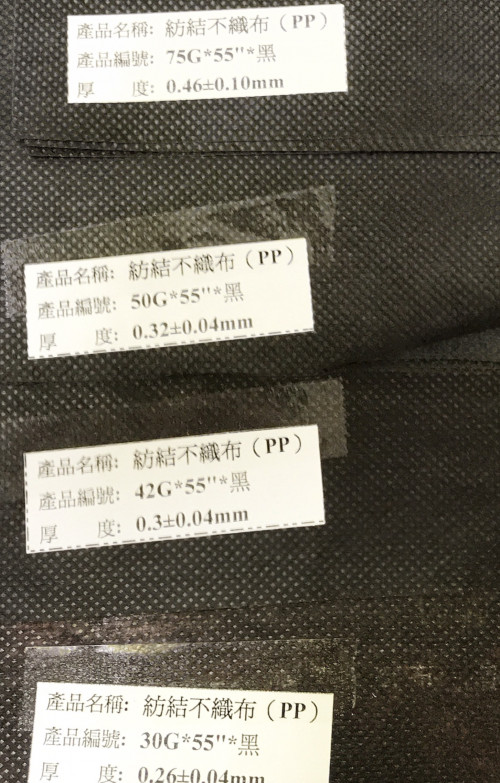 產品名稱: 紡結不織布（PP）
產品編號: 75G*55"*黑
厚　　度: 0.46±0.10mm
產品名稱: 紡結不織布（PP）
產品編號: 50G*55"*黑
厚　　度: 0.32±0.04mm
產品名稱: 紡結不織布（PP）
產品編號: 42G*55"*黑
厚　　度: 0.3±0.04mm
產品名稱: 紡結不織布（PP）
產品編號: 30G*55"*黑
厚　　度: 0.26±0.04mm